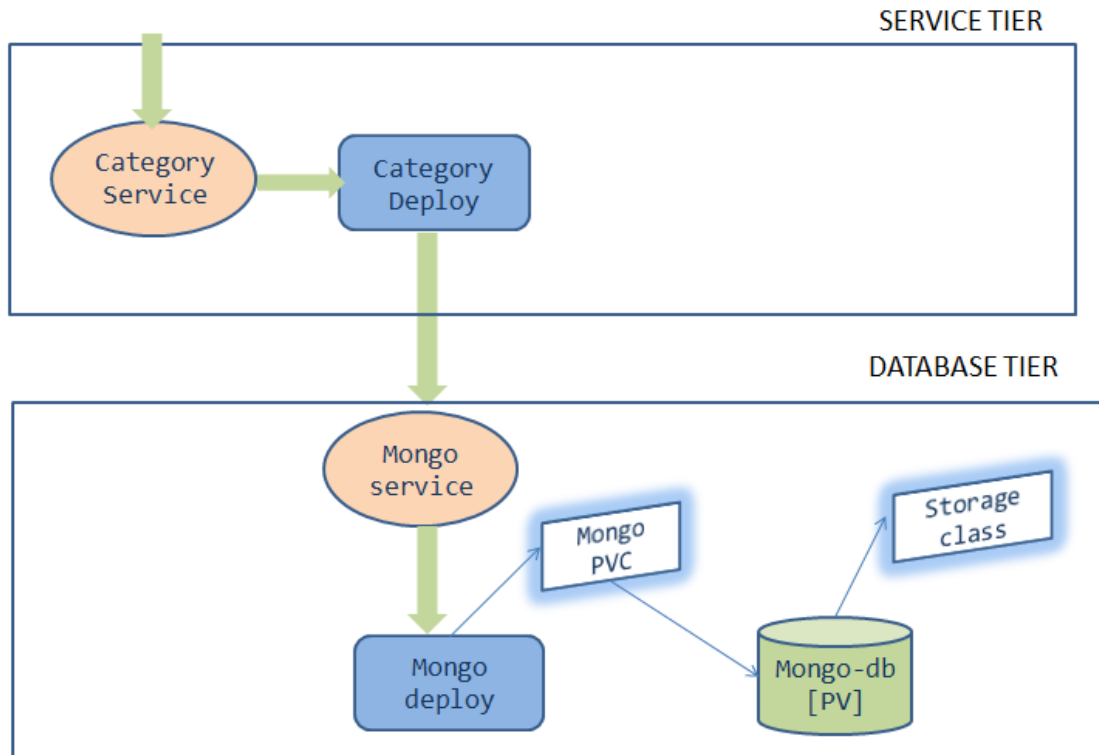 SERVICE TIER
Category
Service
Category
Deploy
DATABASE TIER
Mongo
service
Mongo
PVC
Storage
class
Mongo
deploy
Mongo-db
[PV]